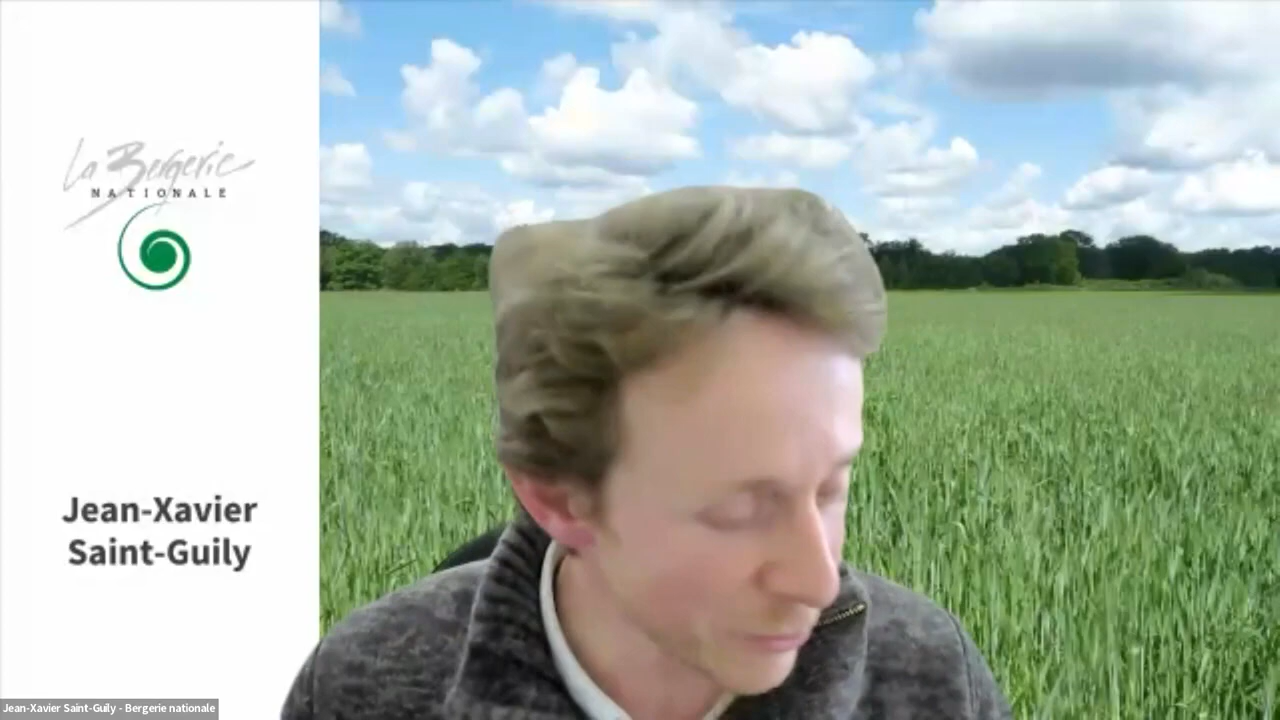 La Bergerie
NATIONALE
Jean-Xavier
Saint-Guily
Jean-Xavier Saint-Guily - Bergerie nationale